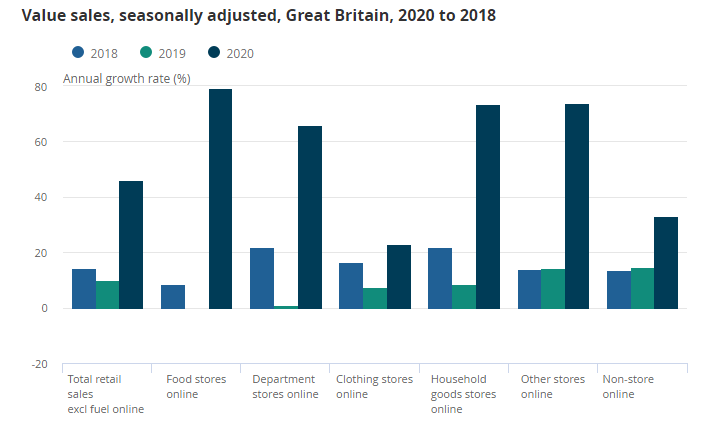 Value sales, seasonally adjusted, Great Britain, 2020 to 2018
2018 2019 2020
Annual growth rate (%)
80
60
40
20
0
-20
Total retail sales excl fuel online
Food stores online
Department stores online
Clothing stores online
Household goods stores online
Other stores online
Non-store online